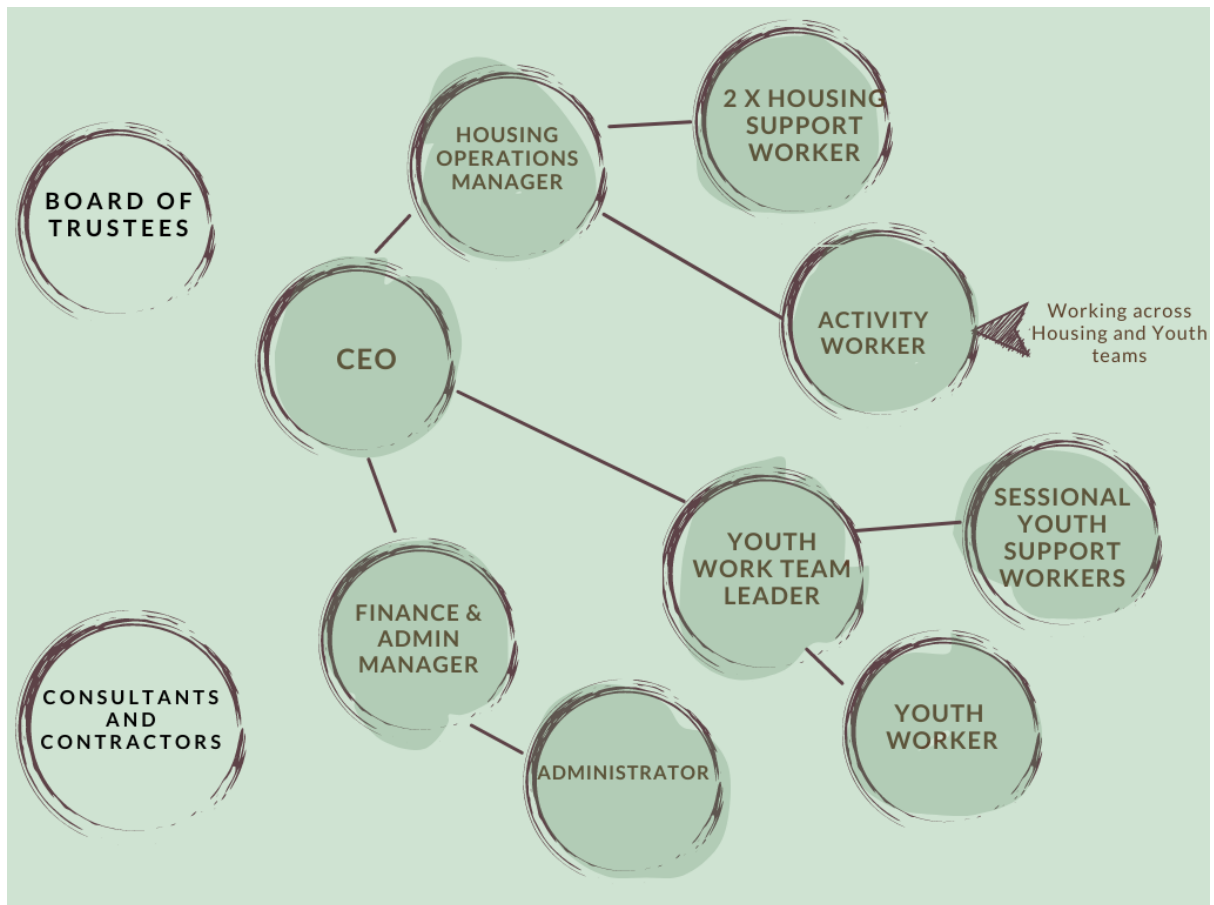 2 X HOUSING
SUPPORT
WORKER
HOUSING
OPERATIONS
MANAGER
BOARD OF
TRUSTEES
ACTIVITY
WORKER
Working across
Housing and Youth
teams
CEO
SESSIONAL
YOUTH
SUPPORT
WORKERS
YOUTH
WORK TEAM
LEADER
FINANCE &
ADMIN
MANAGER
CONSULTANTS
AND
CONTRACTORS
YOUTH
WORKER
ADMINISTRATOR